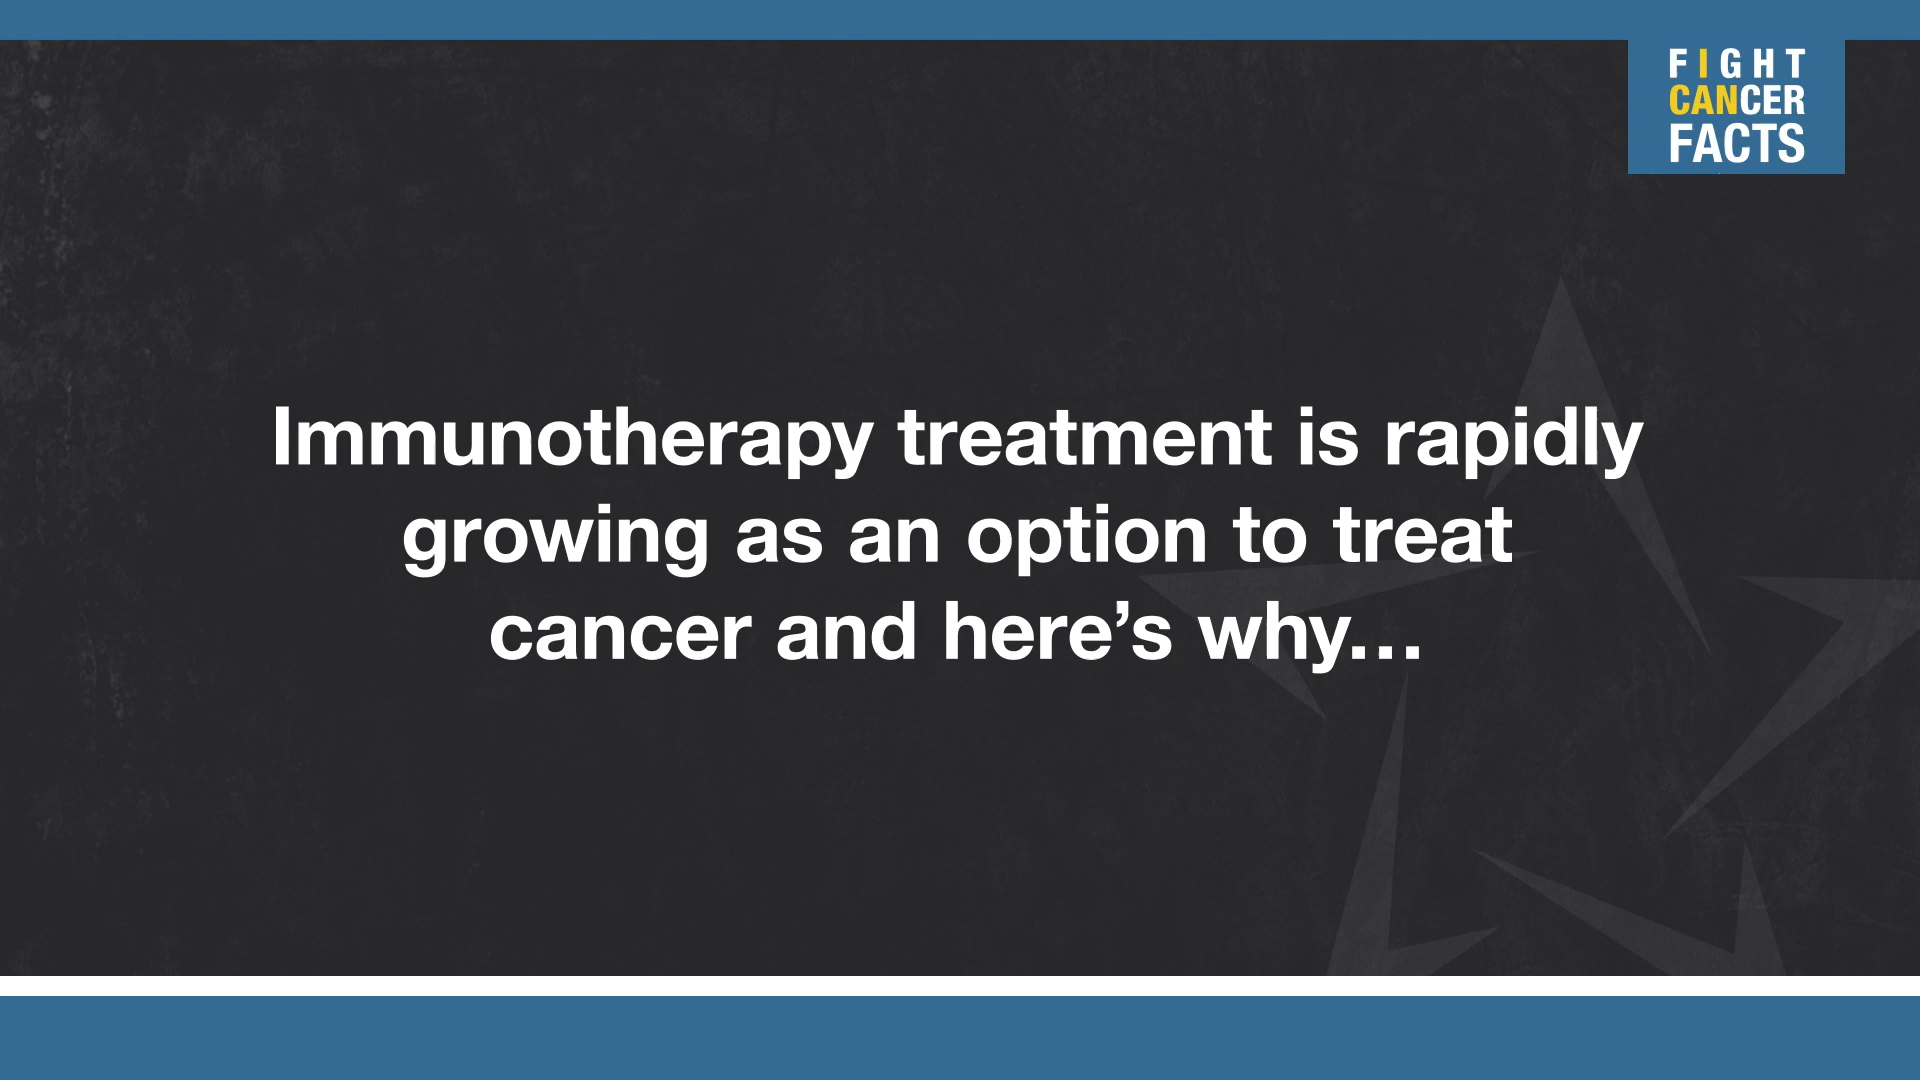 FIGHT
CANCER
FACTS
Immunotherapy treatment is rapidly
growing as an option to treat
cancer and here’s why…